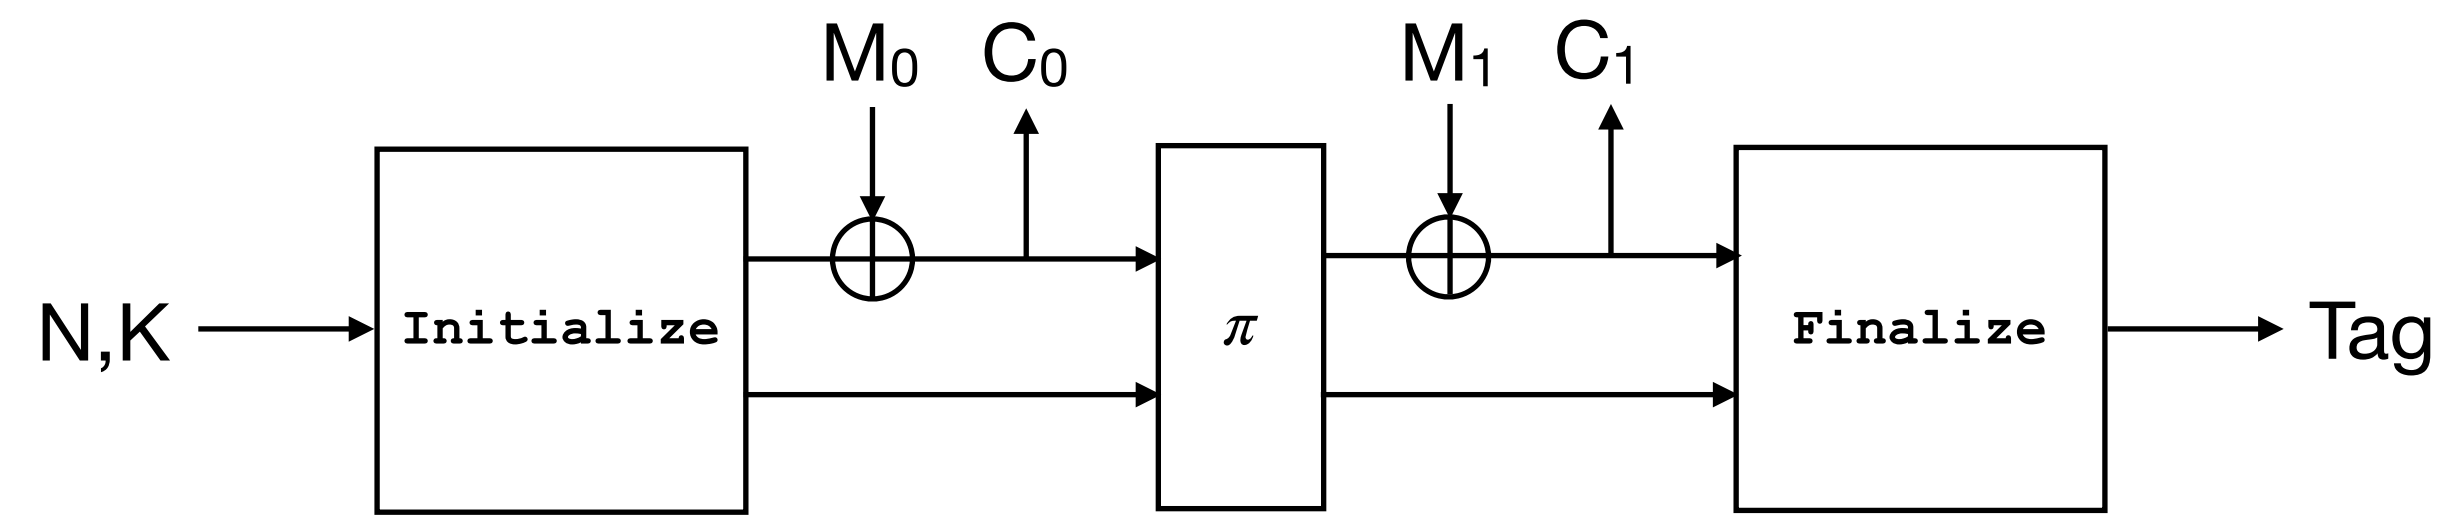 M₀ C₀ M₁ C₁
N,K Initialize π Finalize Tag